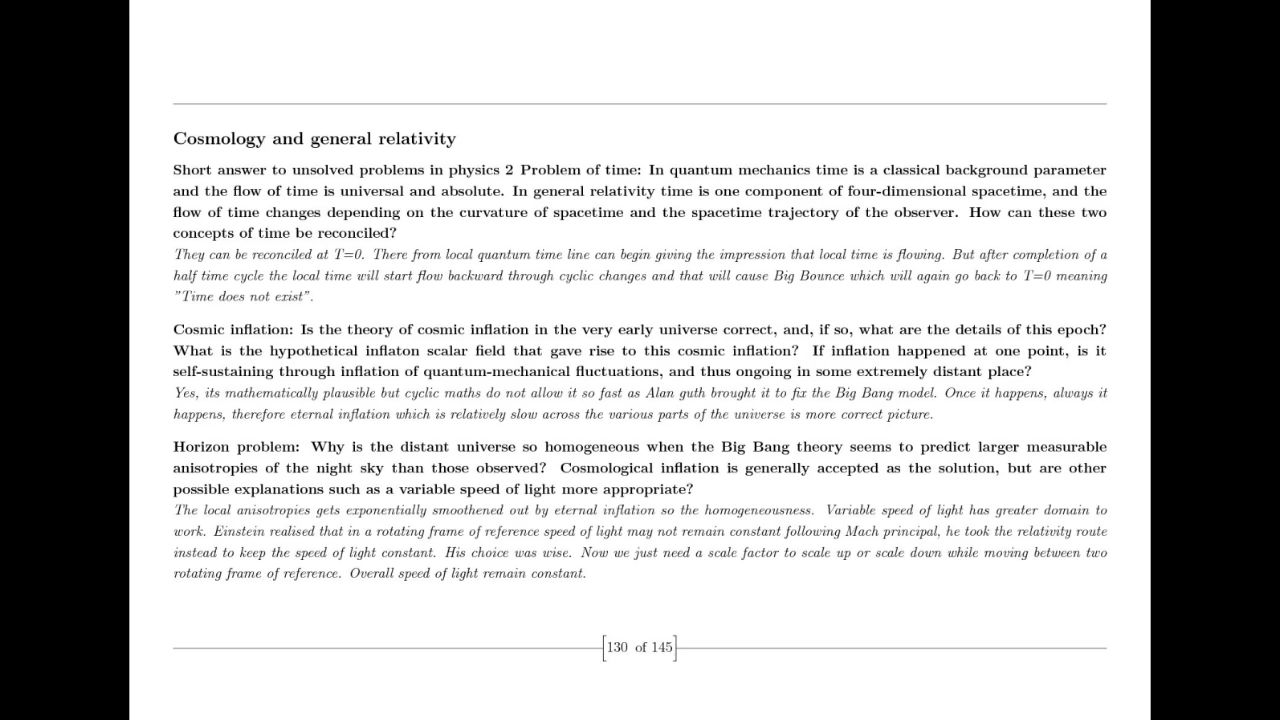 Cosmology and general relativity
Short answer to unsolved problems in physics 2 Problem of time: In quantum mechanics time is a classical background parameter
and the flow of time is universal and absolute. In general relativity time is one component of four-dimensional spacetime, and the
flow of time changes depending on the curvature of spacetime and the spacetime trajectory of the observer. How can these two
concepts of time be reconciled?
They can be reconciled at T=0. There from local quantum time line can begin giving the impression that local time is flowing. But after completion of a
half time cycle the local time will start flow backward through cyclic changes and that will cause Big Bounce which will again go back to T=0 meaning
"Time does not exist".
Cosmic inflation: Is the theory of cosmic inflation in the very early universe correct, and, if so, what are the details of this epoch?
What is the hypothetical inflaton scalar field that gave rise to this cosmic inflation? If inflation happened at one point, is it
self-sustaining through inflation of quantum-mechanical fluctuations, and thus ongoing in some extremely distant place?
Yes, its mathematically plausible but cyclic maths do not allow it so fast as Alan guth brought it to fix the Big Bang model. Once it happens, always it
happens, therefore eternal inflation which is relatively slow across the various parts of the universe is more correct picture.
Horizon problem: Why is the distant universe so homogeneous when the Big Bang theory seems to predict larger measurable
anisotropies of the night sky than those observed? Cosmological inflation is generally accepted as the solution, but are other
possible explanations such as a variable speed of light more appropriate?
The local anisotropies gets exponentially smoothened out by eternal inflation so the homogeneousness. Variable speed of light has greater domain to
work. Einstein realised that in a rotating frame of reference speed of light may not remain constant following Mach principal, he took the relativity route
instead to keep the speed of light constant. His choice was wise. Now we just need a scale factor to scale up or scale down while moving between two
rotating frame of reference. Overall speed of light remain constant.
130 of 145